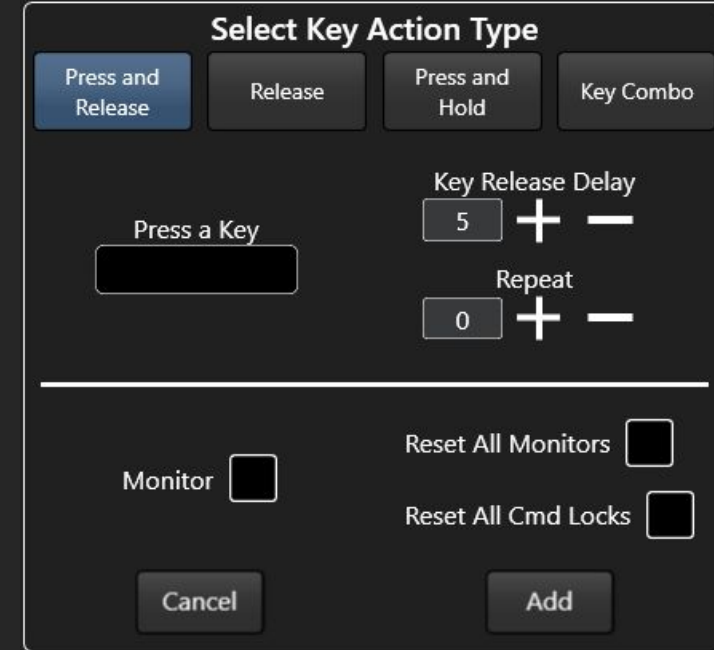 Select Key Action Type
Press and
Release
Release
Press and
Hold
Key Combo
Key Release Delay
5
Press a Key
Repeat
0
Reset All Monitors
Monitor
Reset All Cmd Locks
Cancel
Add